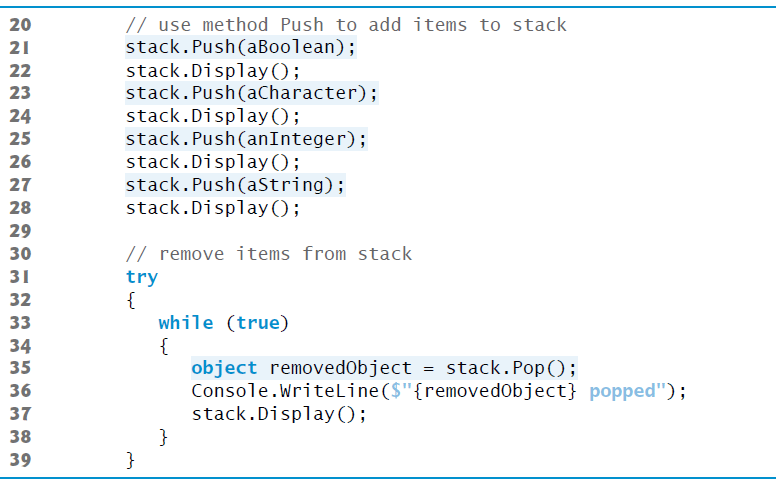 20 // use method Push to add items to stack
21 stack.Push(aBoolean);
22 stack.Display();
23 stack.Push(aCharacter);
24 stack.Display();
25 stack.Push(anInteger);
26 stack.Display();
27 stack.Push(aString);
28 stack.Display();
29
30 // remove items from stack
31 try
32 {
33 while (true)
34 {
35 object removedObject = stack.Pop();
36 Console.WriteLine($"{removedObject} popped");
37 stack.Display();
38 }
39 }